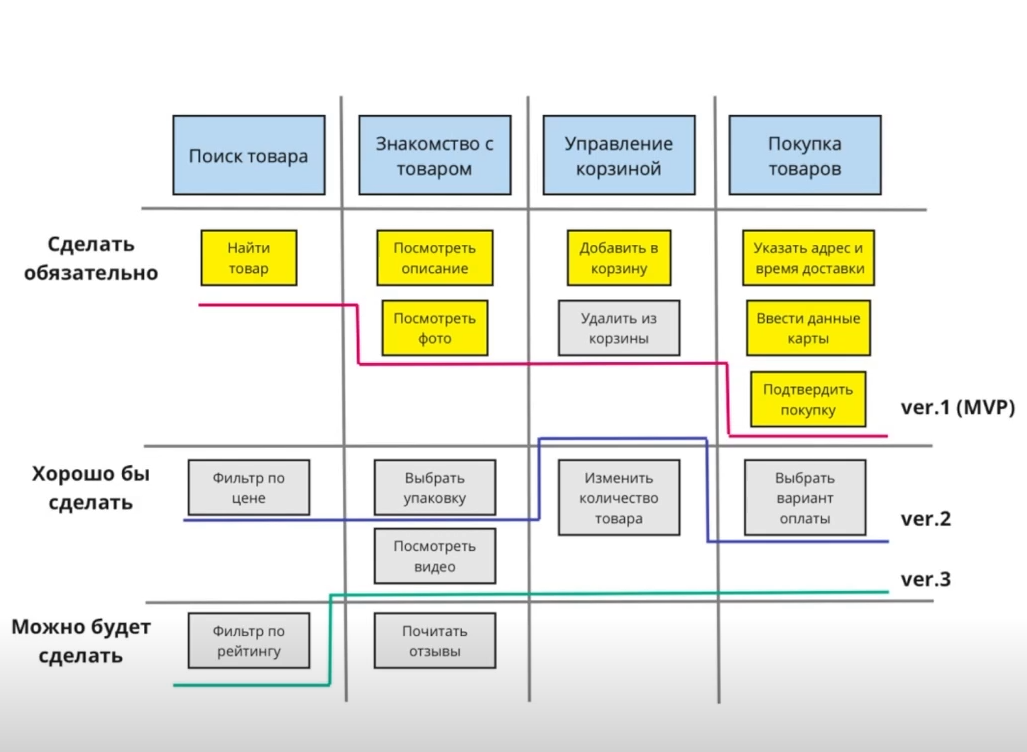 Поиск товара
Знакомство с
товаром
Управление
корзиной
Покупка
товаров
Сделать
обязательно
Найти
товар
Посмотреть
описание
Добавить в
корзину
Указать адрес и
время доставки
Посмотреть
фото
Удалить из
корзины
Ввести данные
карты
Подтвердить
покупку
ver.1 (MVP)
Хорошо бы
сделать
Фильтр по
цене
Выбрать
упаковку
Изменить
количество
товара
Выбрать
вариант
оплаты
ver.2
Посмотреть
видео
ver.3
Можно будет
сделать
Фильтр по
рейтингу
Почитать
отзывы